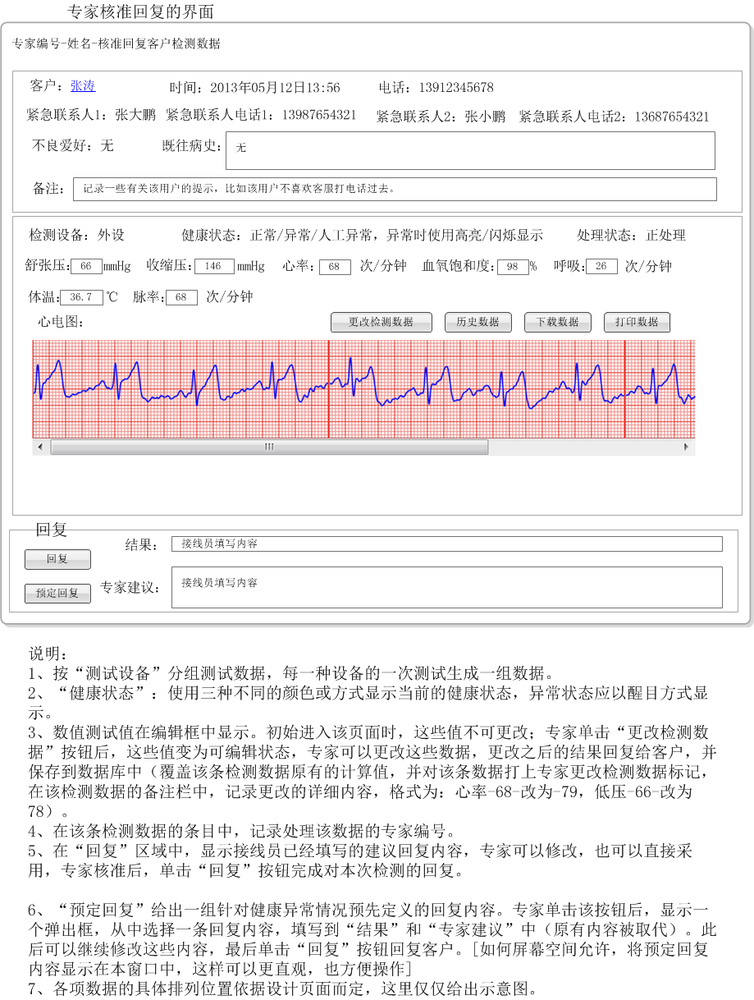 专家核准回复的界面
专家编号-姓名-核准回复客户检测数据
客户：张涛 时间：2013年05月12日13:56 电话：13912345678
紧急联系人1：张大鹏 紧急联系人电话1：13987654321 紧急联系人2：张小鹏 紧急联系人电话2：13687654321
不良爱好：无 既往病史： 无
备注： 记录一些有关该用户的提示，比如该用户不喜欢客服打电话过去。
检测设备：外设 健康状态：正常/异常/人工异常，异常时使用高亮/闪烁显示 处理状态：正处理
舒张压： 66 mmHg 收缩压： 146 mmHg 心率： 68 次/分钟 血氧饱和度： 98 % 呼吸： 26 次/分钟
体温： 36.7 ℃ 脉率： 68 次/分钟
心电图： 更改检测数据 历史数据 下载数据 打印数据
回复
结果： 接线员填写内容
回复
专家建议： 接线员填写内容
预定回复
说明：
1、按“测试设备”分组测试数据，每一种设备的一次测试生成一组数据。
2、“健康状态”：使用三种不同的颜色或方式显示当前的健康状态，异常状态应以醒目方式显
示。
3、数值测试值在编辑框中显示。初始进入该页面时，这些值不可更改；专家单击“更改检测数
据”按钮后，这些值变为可编辑状态，专家可以更改这些数据，更改之后的结果回复给客户，并
保存到数据库中（覆盖该条检测数据原有的计算值，并对该条数据打上专家更改检测数据标记，
在该检测数据的备注栏中，记录更改的详细内容，格式为：心率-68-改为-79，低压-66-改为
78）。
4、在该条检测数据的条目中，记录处理该数据的专家编号。
5、在“回复”区域中，显示接线员已经填写的建议回复内容，专家可以修改，也可以直接采
用，专家核准后，单击“回复”按钮完成对本次检测的回复。
6、“预定回复”给出一组针对健康异常情况预先定义的回复内容。专家单击该按钮后，显示一
个弹出框，从中选择一条回复内容，填写到“结果”和“专家建议”中（原有内容被取代）。此
后可以继续修改这些内容，最后单击“回复”按钮回复客户。[如何屏幕空间允许，将预定回复
内容显示在本窗口中，这样可以更直观，也方便操作]
7、各项数据的具体排列位置依据设计页面而定，这里仅仅给出示意图。